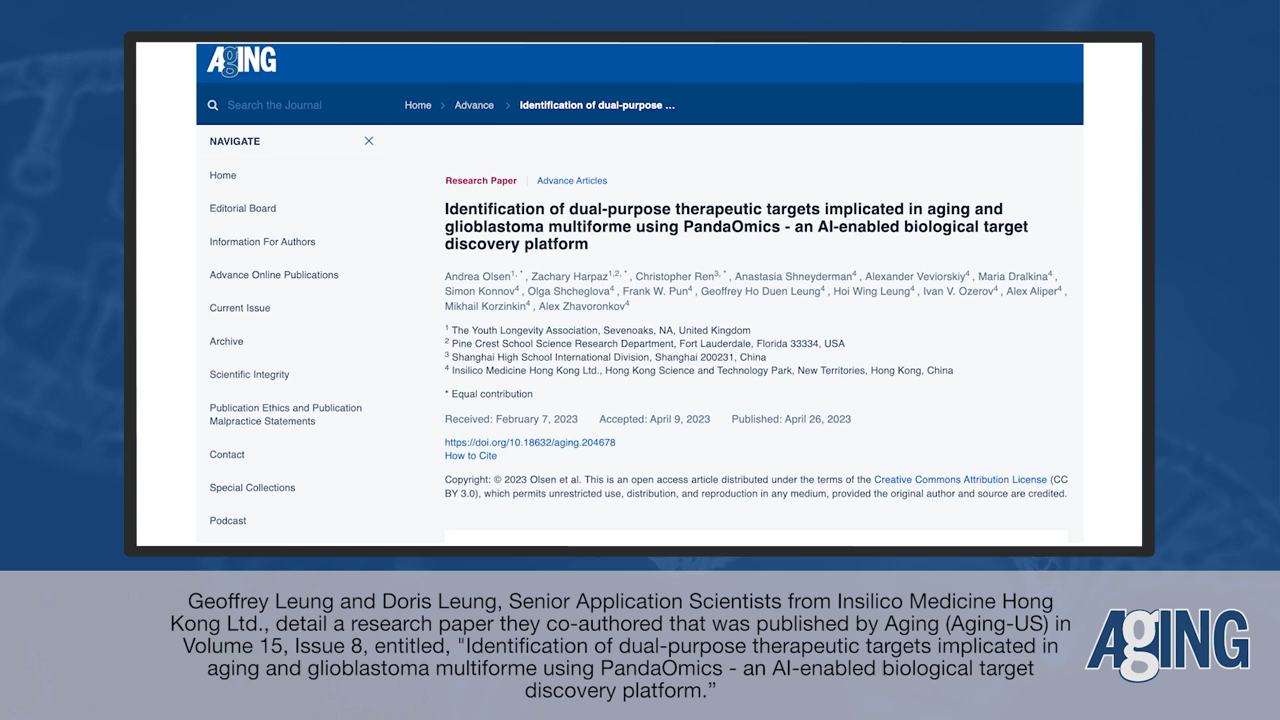 AgING
Search the Journal
Home > Advance > Identification of dual-purpose ...
NAVIGATE ×
Home
Editorial Board
Information For Authors
Advance Online Publications
Current Issue
Archive
Scientific Integrity
Publication Ethics and Publication
Malpractice Statements
Contact
Special Collections
Podcast
Research Paper | Advance Articles
Identification of dual-purpose therapeutic targets implicated in aging and
glioblastoma multiforme using PandaOmics - an AI-enabled biological target
discovery platform
Andrea Olsen1, *, Zachary Harpaz1,2, *, Christopher Ren3, *, Anastasia Shneyderman4, Alexander Veviorskiy4, Maria Dralkina4,
Simon Konnov4, Olga Shcheglova4, Frank W. Pun4, Geoffrey Ho Duen Leung4, Hoi Wing Leung4, Ivan V. Ozerov4, Alex Aliper4,
Mikhail Korzinkin4, Alex Zhavoronkov4
1 The Youth Longevity Association, Sevenoaks, NA, United Kingdom
2 Pine Crest School Science Research Department, Fort Lauderdale, Florida 33334, USA
3 Shanghai High School International Division, Shanghai 200231, China
4 Insilico Medicine Hong Kong Ltd., Hong Kong Science and Technology Park, New Territories, Hong Kong, China
* Equal contribution
Received: February 7, 2023 Accepted: April 9, 2023 Published: April 26, 2023
https://doi.org/10.18632/aging.204678
How to Cite
Copyright: © 2023 Olsen et al. This is an open access article distributed under the terms of the Creative Commons Attribution License (CC
BY 3.0), which permits unrestricted use, distribution, and reproduction in any medium, provided the original author and source are credited.
Geoffrey Leung and Doris Leung, Senior Application Scientists from Insilico Medicine Hong
Kong Ltd., detail a research paper they co-authored that was published by Aging (Aging-US) in
Volume 15, Issue 8, entitled, "Identification of dual-purpose therapeutic targets implicated in
aging and glioblastoma multiforme using PandaOmics - an AI-enabled biological target
discovery platform.”
AgING